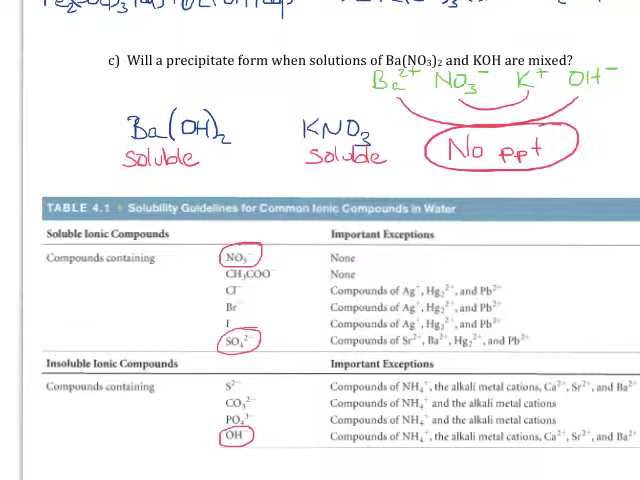 c) Will a precipitate form when solutions of Ba(NO₃)₂ and KOH are mixed?
Ba²⁺ NO₃⁻ K⁺ OH⁻
Ba(OH)₂ KNO₃
soluble soluble No ppt
TABLE 4.1 Solubility Guidelines for Common Ionic Compounds in Water
Soluble Ionic Compounds Important Exceptions
Compounds containing NO₃⁻ None
CH₃COO⁻ None
Cl⁻ Compounds of Ag⁺, Hg₂²⁺, and Pb²⁺
Br⁻ Compounds of Ag⁺, Hg₂²⁺, and Pb²⁺
I⁻ Compounds of Ag⁺, Hg₂²⁺, and Pb²⁺
SO₄²⁻ Compounds of Sr²⁺, Ba²⁺, Hg₂²⁺, and Pb²⁺
Insoluble Ionic Compounds Important Exceptions
Compounds containing S²⁻ Compounds of NH₄⁺, the alkali metal cations, Ca²⁺, Sr²⁺, and Ba²⁺
CO₃²⁻ Compounds of NH₄⁺ and the alkali metal cations
PO₄³⁻ Compounds of NH₄⁺ and the alkali metal cations
OH⁻ Compounds of NH₄⁺, the alkali metal cations, Ca²⁺, Sr²⁺, and Ba²⁺